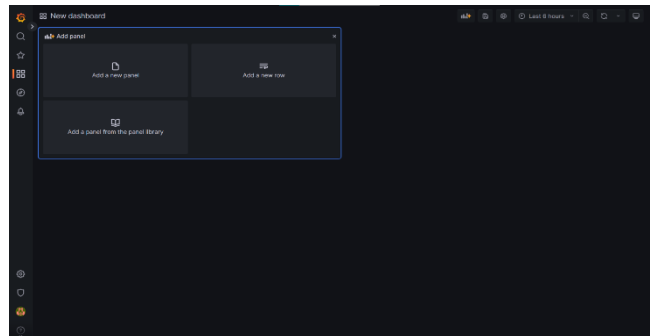 New dashboard
Last 6 hours
Add panel
Add a new panel
Add a new row
Add a panel from the panel library